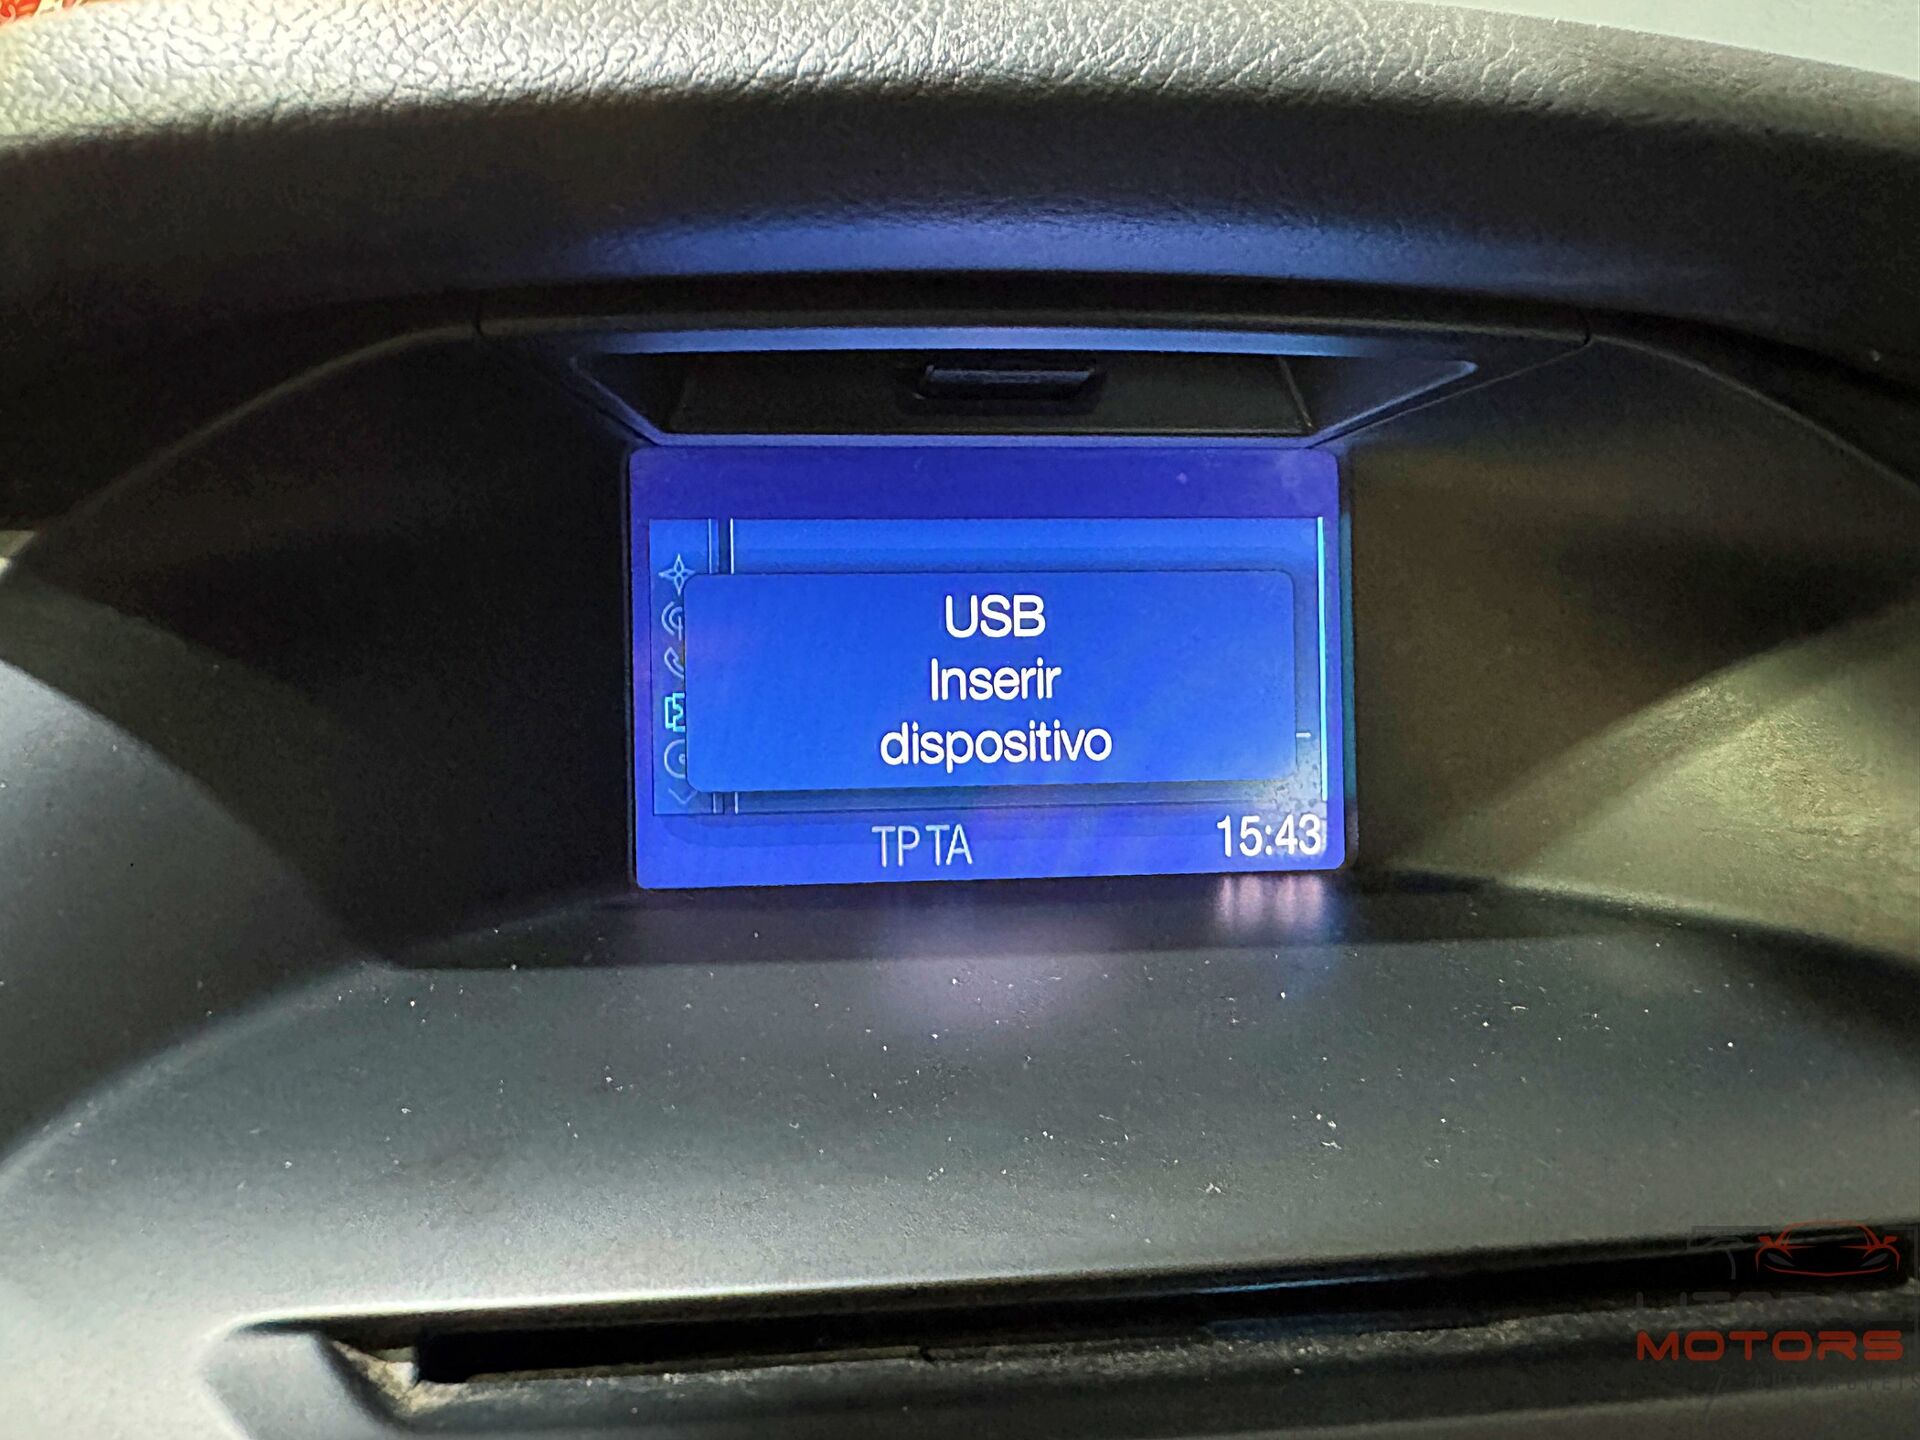 USB
Inserir
dispositivo
TP TA
15:43
MOTORS